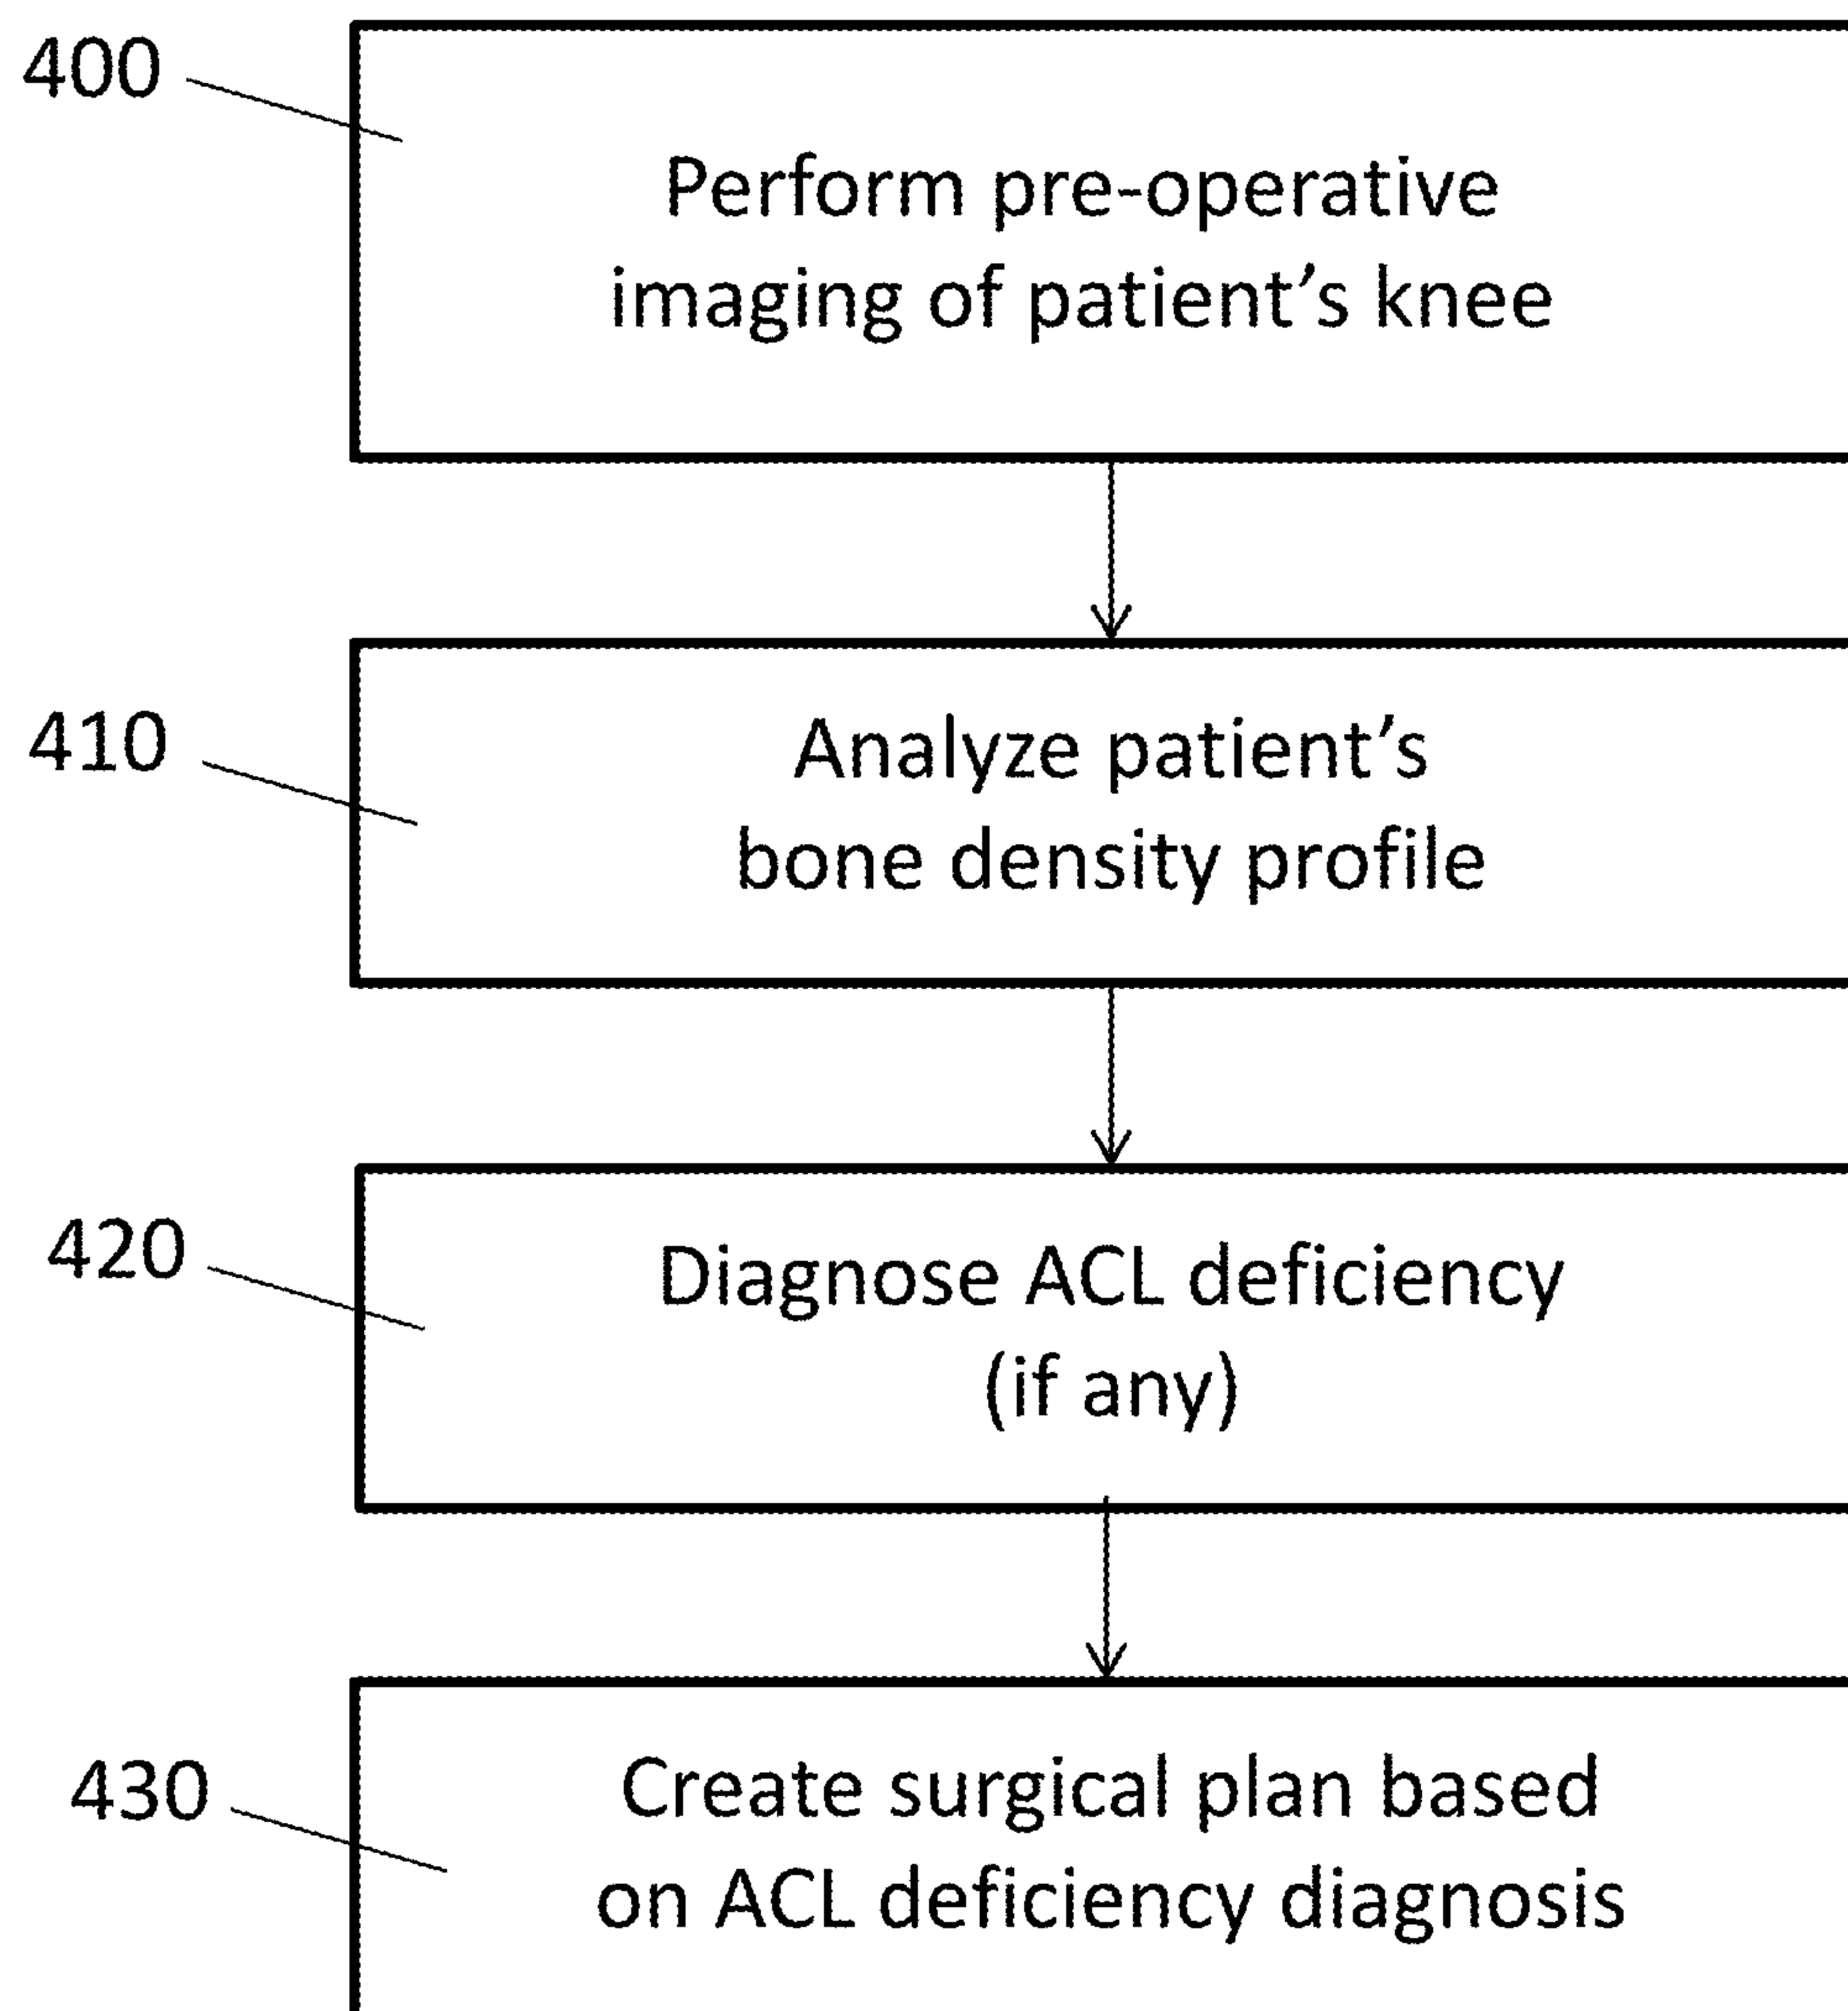 400
Perform pre-operative
imaging of patient’s knee
410
Analyze patient’s
bone density profile
420
Diagnose ACL deficiency
(if any)
430
Create surgical plan based
on ACL deficiency diagnosis